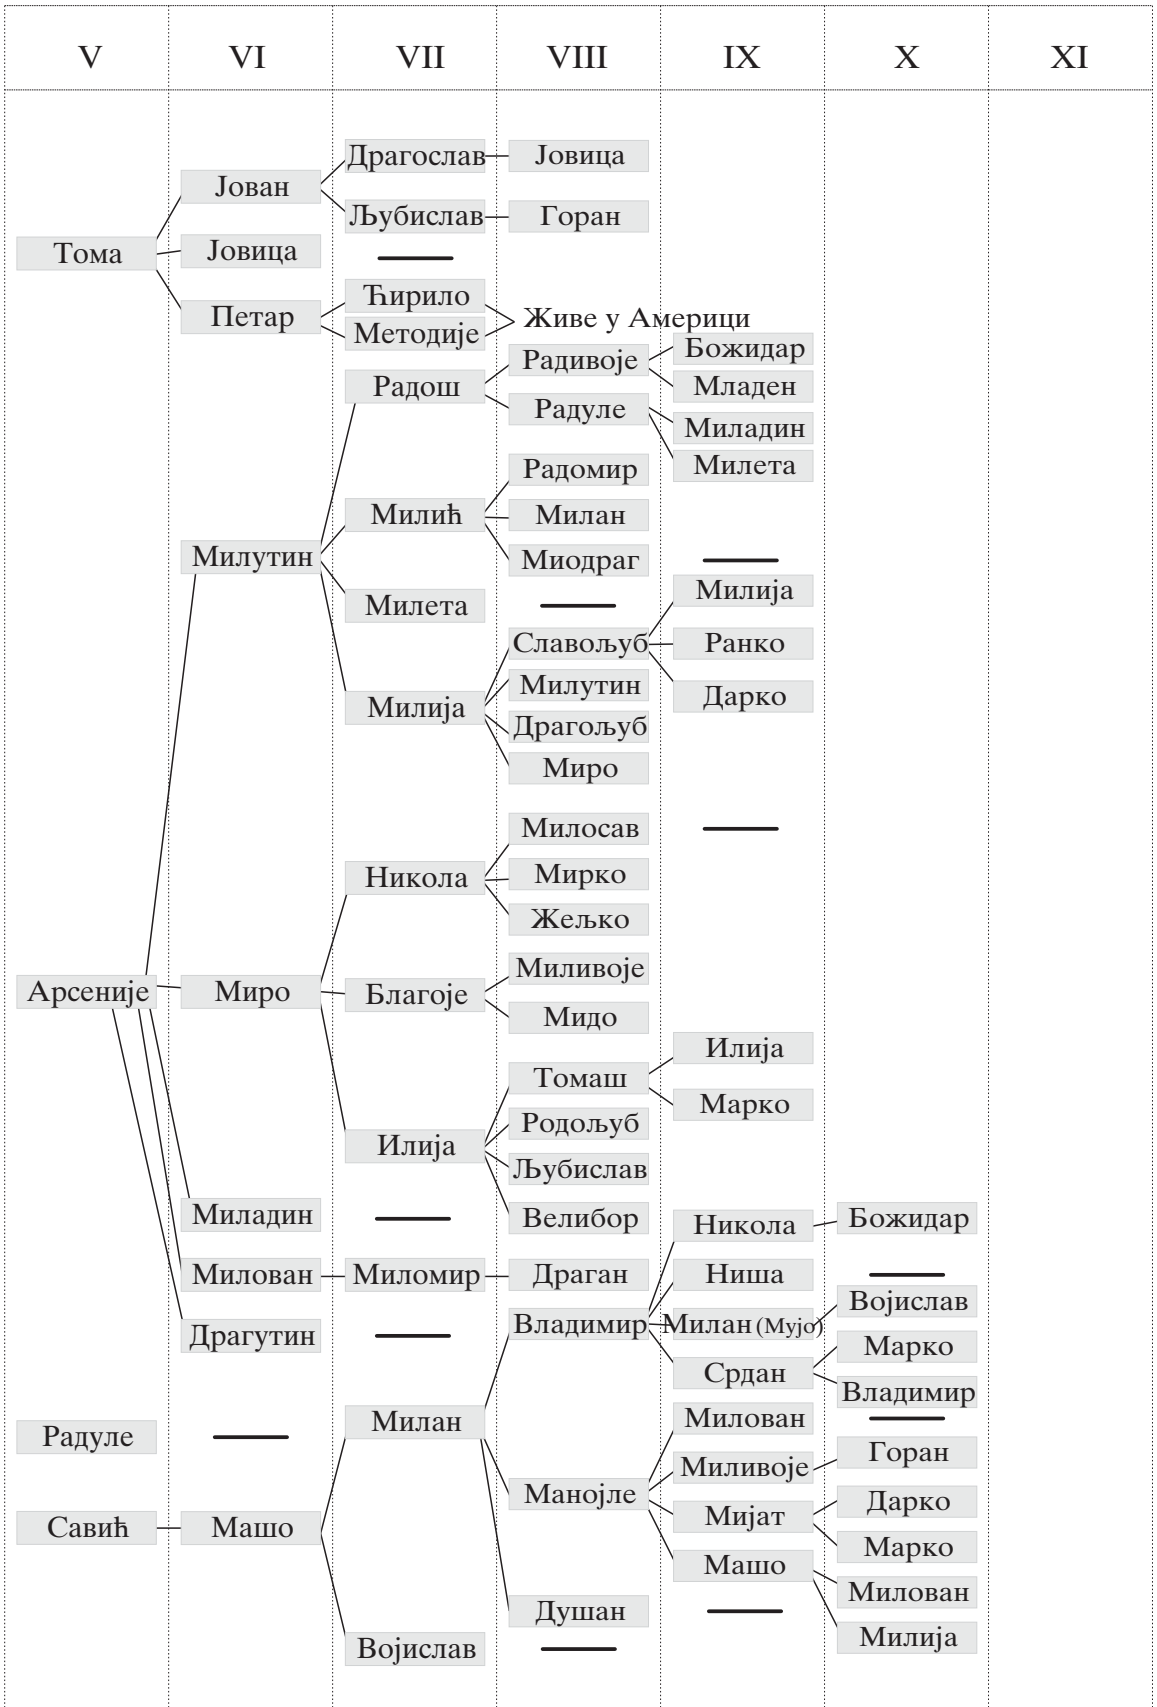 V VI VII VIII IX X XI
Драгослав Јовица
Јован
Љубислав Горан
Тома Јовица
Ћирило
Петар Живе у Америци
Методије
Божидар
Радивоје
Радош Младен
Радуле
Миладин
Милета
Радомир
Милић Милан
Милутин Миодраг
Милија
Милета
Славољуб Ранко
Милутин
Дарко
Милија
Драгољуб
Миро
Милосав
Никола Мирко
Жељко
Миливоје
Арсеније Миро Благоје
Мидо
Илија
Томаш
Марко
Родољуб
Илија
Љубислав
Миладин Велибор Божидар
Никола
Милован Миломир Драган Ниша
Војислав
Владимир Милан (Мујо)
Драгутин
Марко
Срдан
Владимир
Милан Милован
Радуле
Горан
Миливоје
Манојле
Дарко
Мијат
Савић Машо
Марко
Машо
Милован
Душан
Милија
Војислав